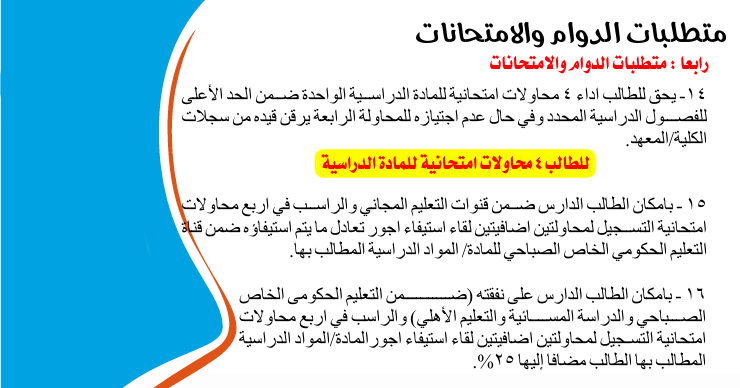 متطلبات الدوام والامتحانات
رابعا : متطلبات الدوام والامتحانات
١٤- يحق للطالب اداء ٤ محاولات امتحانية للمادة الدراسية الواحدة ضمن الحد الأعلى
للفصول الدراسية المحدد وفي حال عدم اجتيازه للمحاولة الرابعة يرقن قيده من سجلات
الكلية/المعهد.
للطالب ٤ محاولات امتحانية للمادة الدراسية
١٥ - بامكان الطالب الدارس ضمن قنوات التعليم المجاني والراسب في اربع محاولات
امتحانية التسجيل لمحاولتين اضافيتين لقاء استيفاء اجور تعادل ما يتم استيفاؤه ضمن قناة
التعليم الحكومي الخاص الصباحي للمادة/ المواد الدراسية المطالب بها.
١٦ - بامكان الطالب الدارس على نفقته (ضمن التعليم الحكومى الخاص
الصباحي والدراسة المسائية والتعليم الأهلي) والراسب في اربع محاولات
امتحانية التسجيل لمحاولتين اضافيتين لقاء استيفاء اجور المادة/المواد الدراسية
المطالب بها الطالب مضافا إليها ٢٥%.